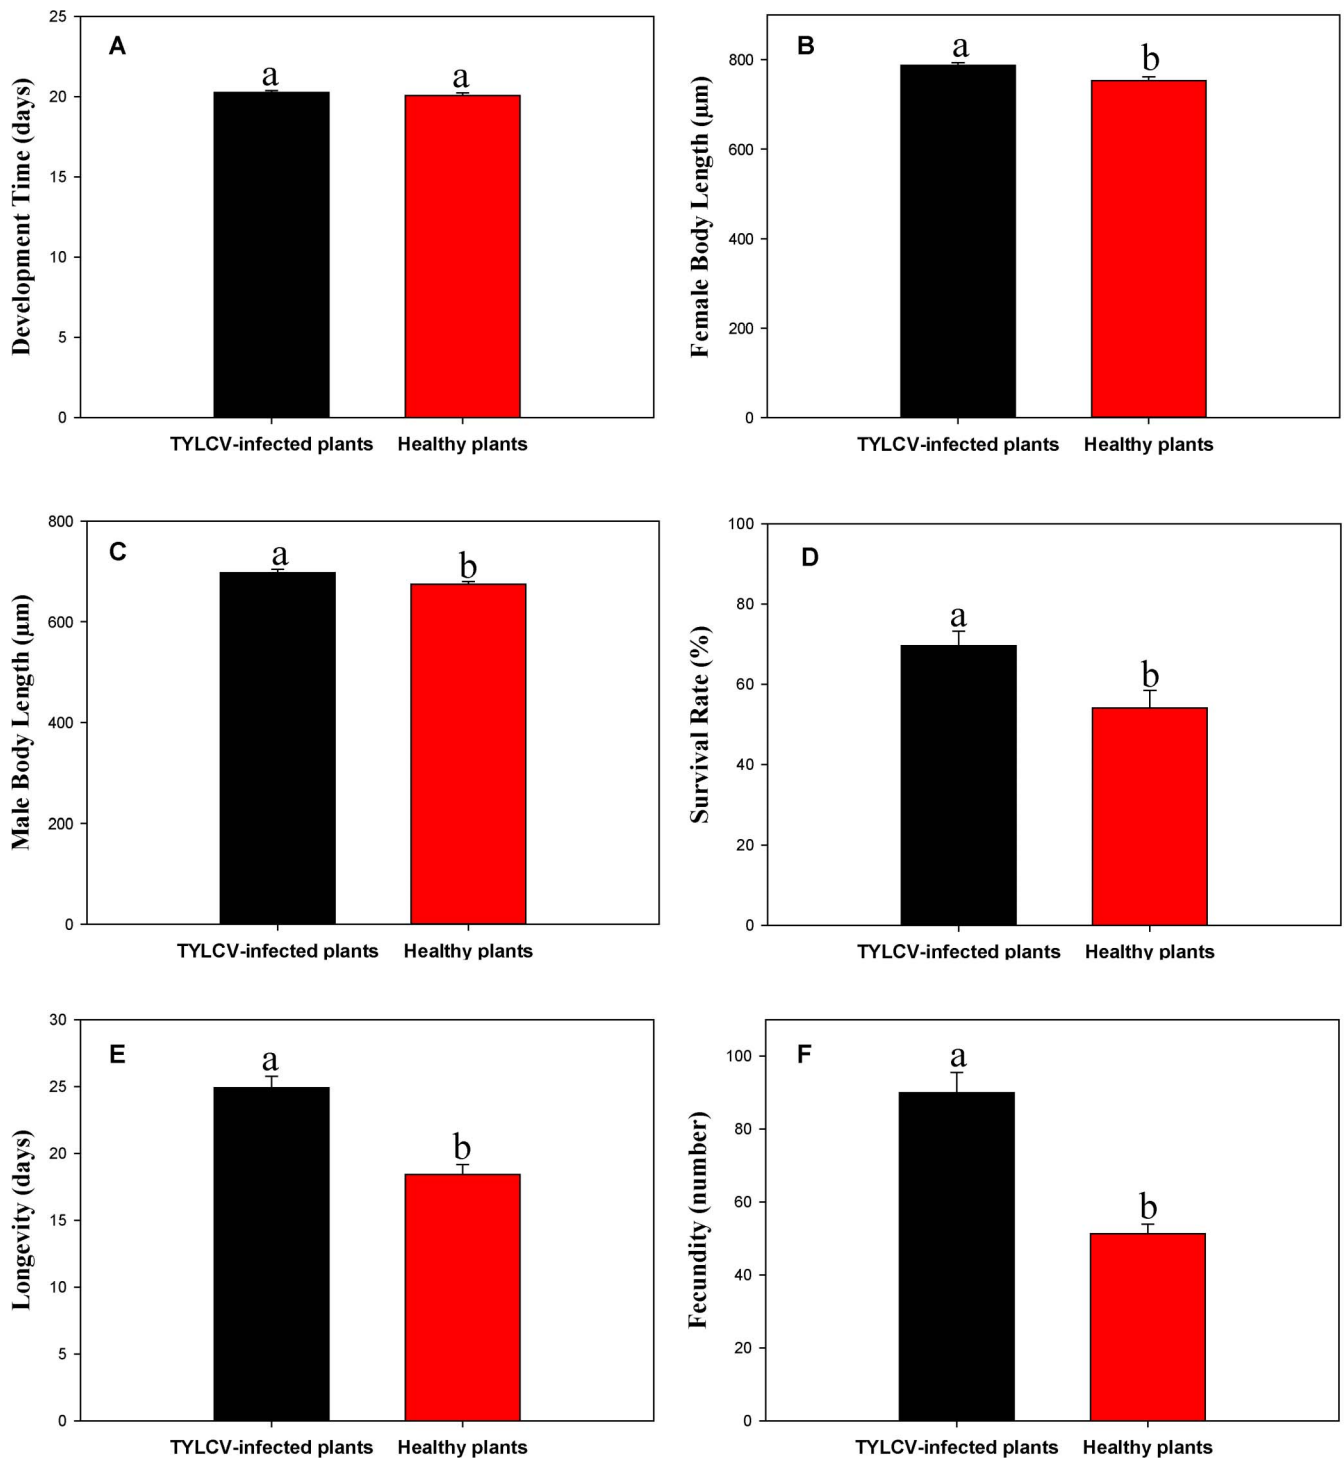 A
Development Time (days)
25
20
15
10
5
0
a
a
TYLCV-infected plants
Healthy plants
B
Female Body Length (μm)
800
600
400
200
0
a
b
TYLCV-infected plants
Healthy plants
C
Male Body Length (μm)
800
600
400
200
0
a
b
TYLCV-infected plants
Healthy plants
D
Survival Rate (%)
100
80
60
40
20
0
a
b
TYLCV-infected plants
Healthy plants
E
Longevity (days)
30
25
20
15
10
5
0
a
b
TYLCV-infected plants
Healthy plants
F
Fecundity (number)
100
80
60
40
20
0
a
b
TYLCV-infected plants
Healthy plants